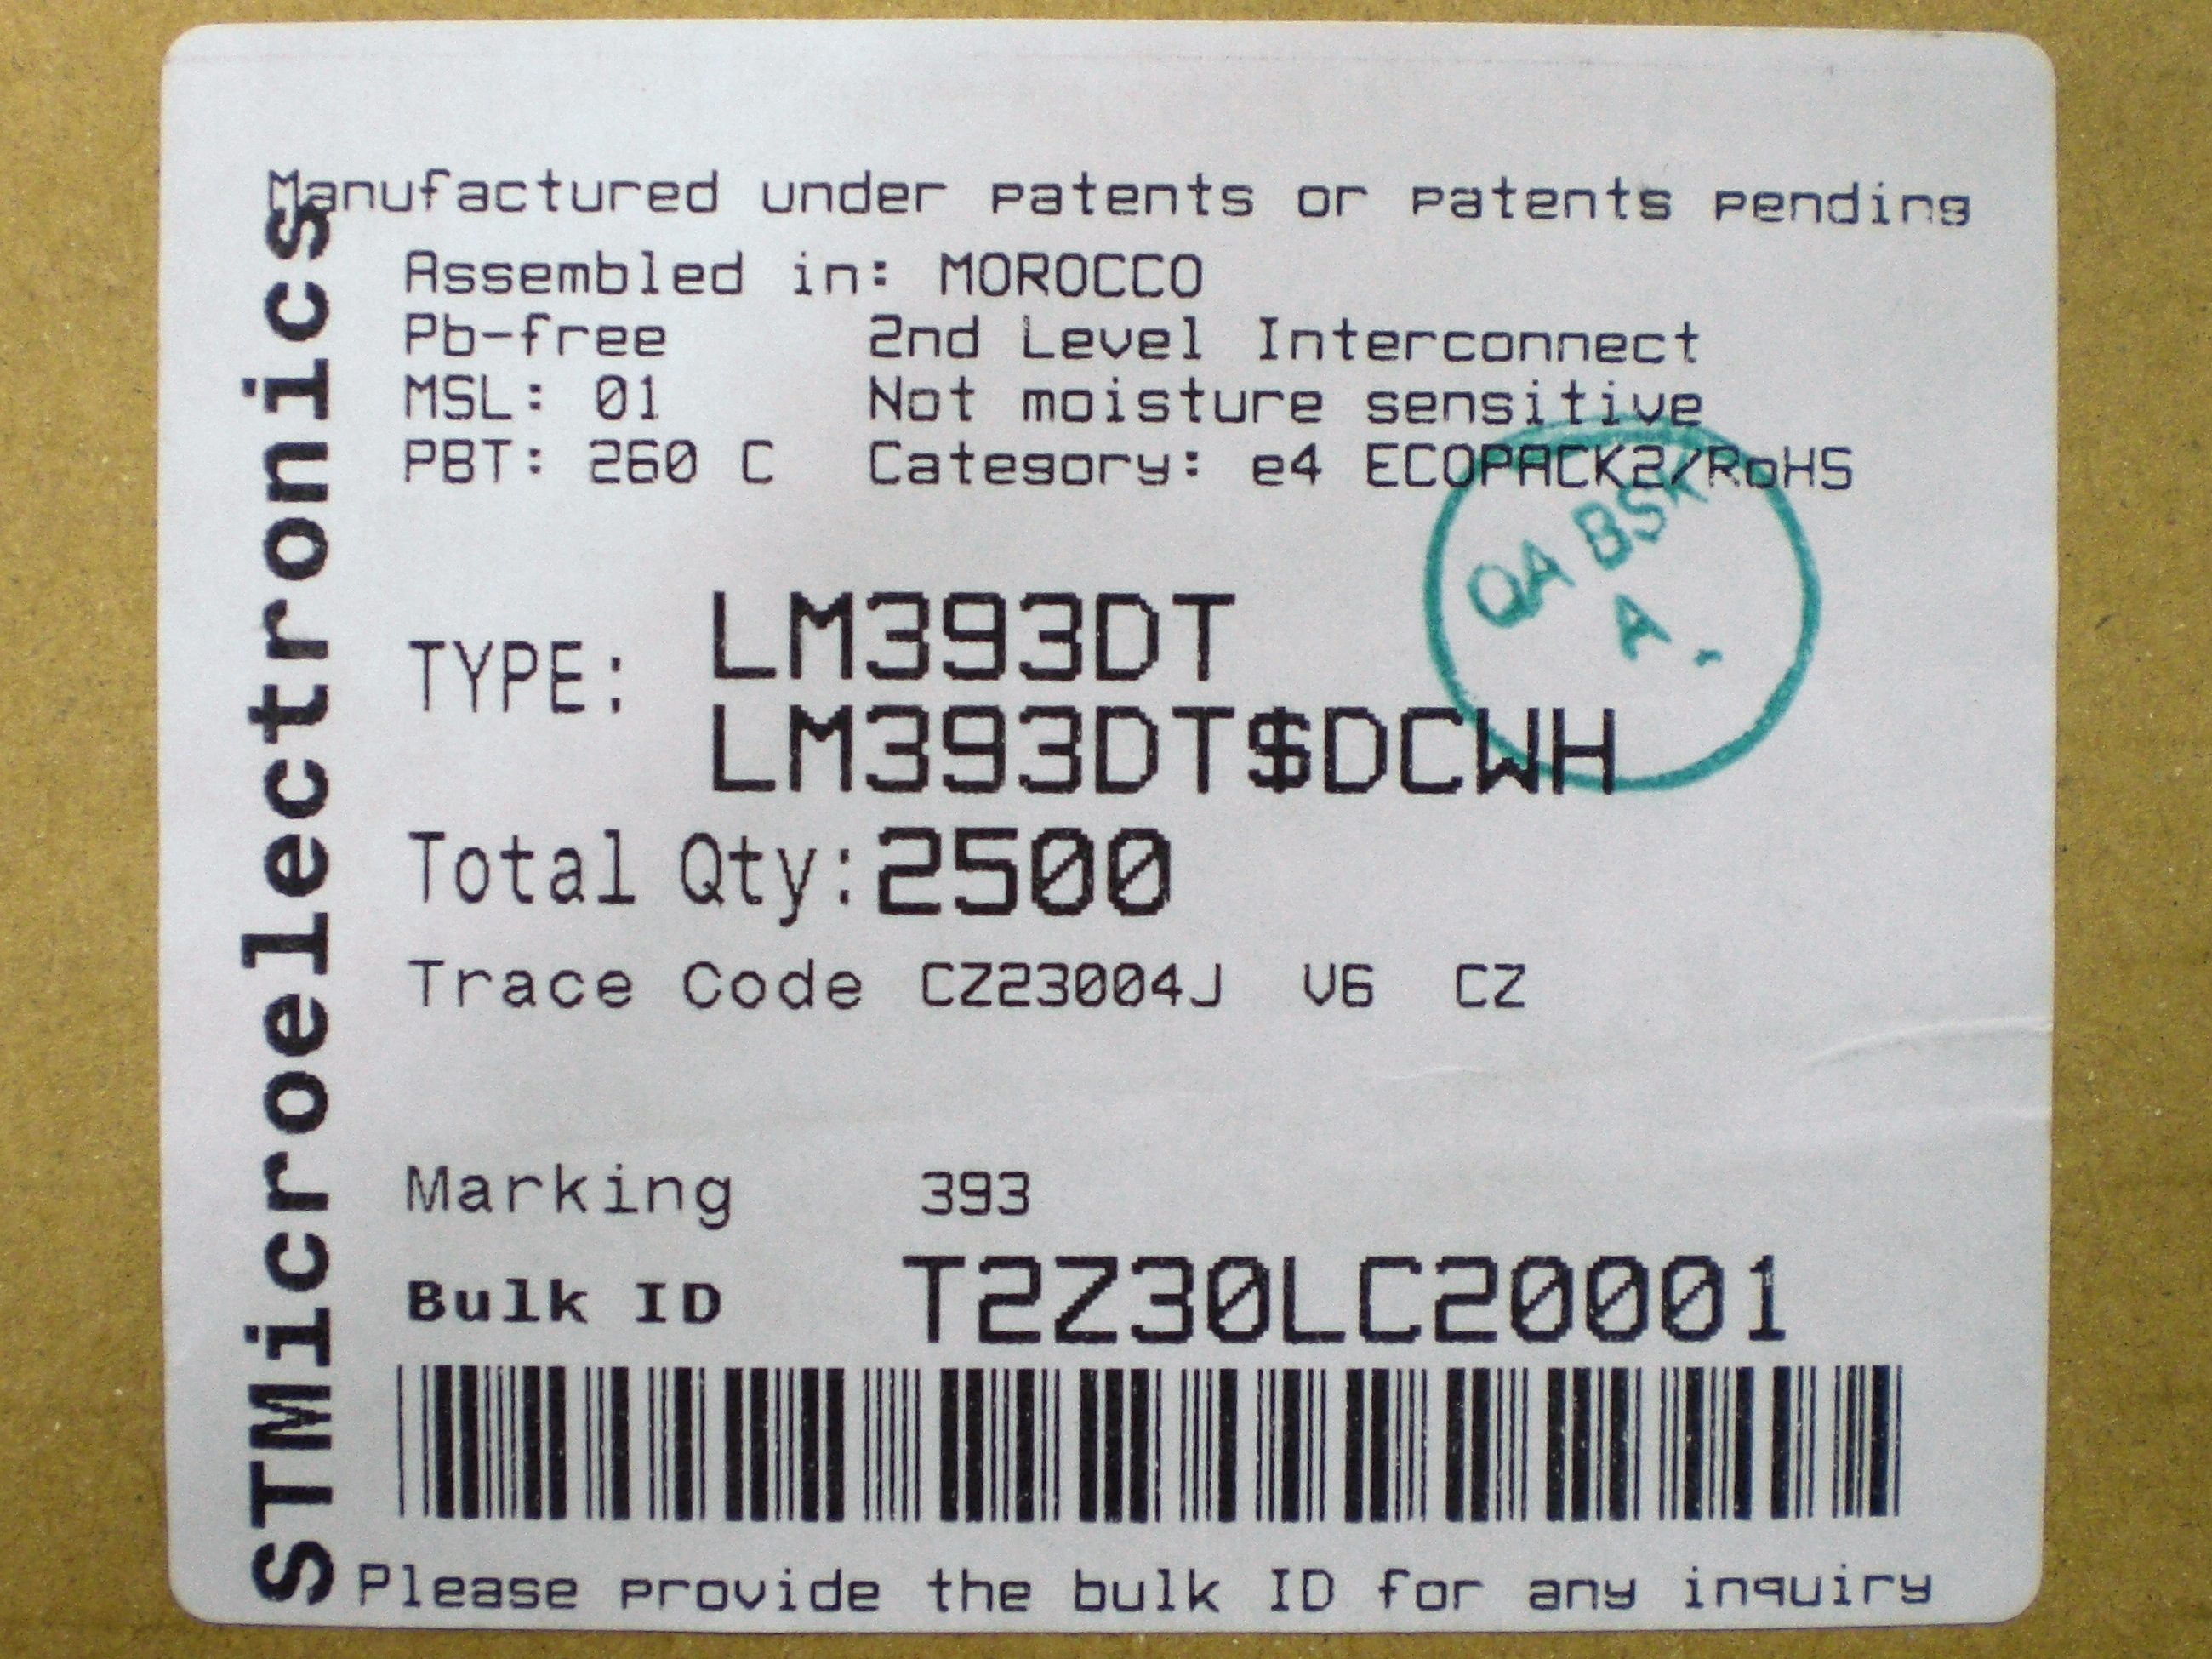 STMicroelectronics
Manufactured under patents or patents pending
Assembled in: MOROCCO
Pb-free 2nd Level Interconnect
MSL: 01 Not moisture sensitive
PBT: 260 C Category: e4 ECOPACK2/RoHS
QA BSK
A
TYPE: LM393DT
LM393DT$DCWH
Total Qty: 2500
Trace Code CZ23004J V6 CZ
Marking 393
Bulk ID T2Z30LC20001
Please provide the bulk ID for any inquiry